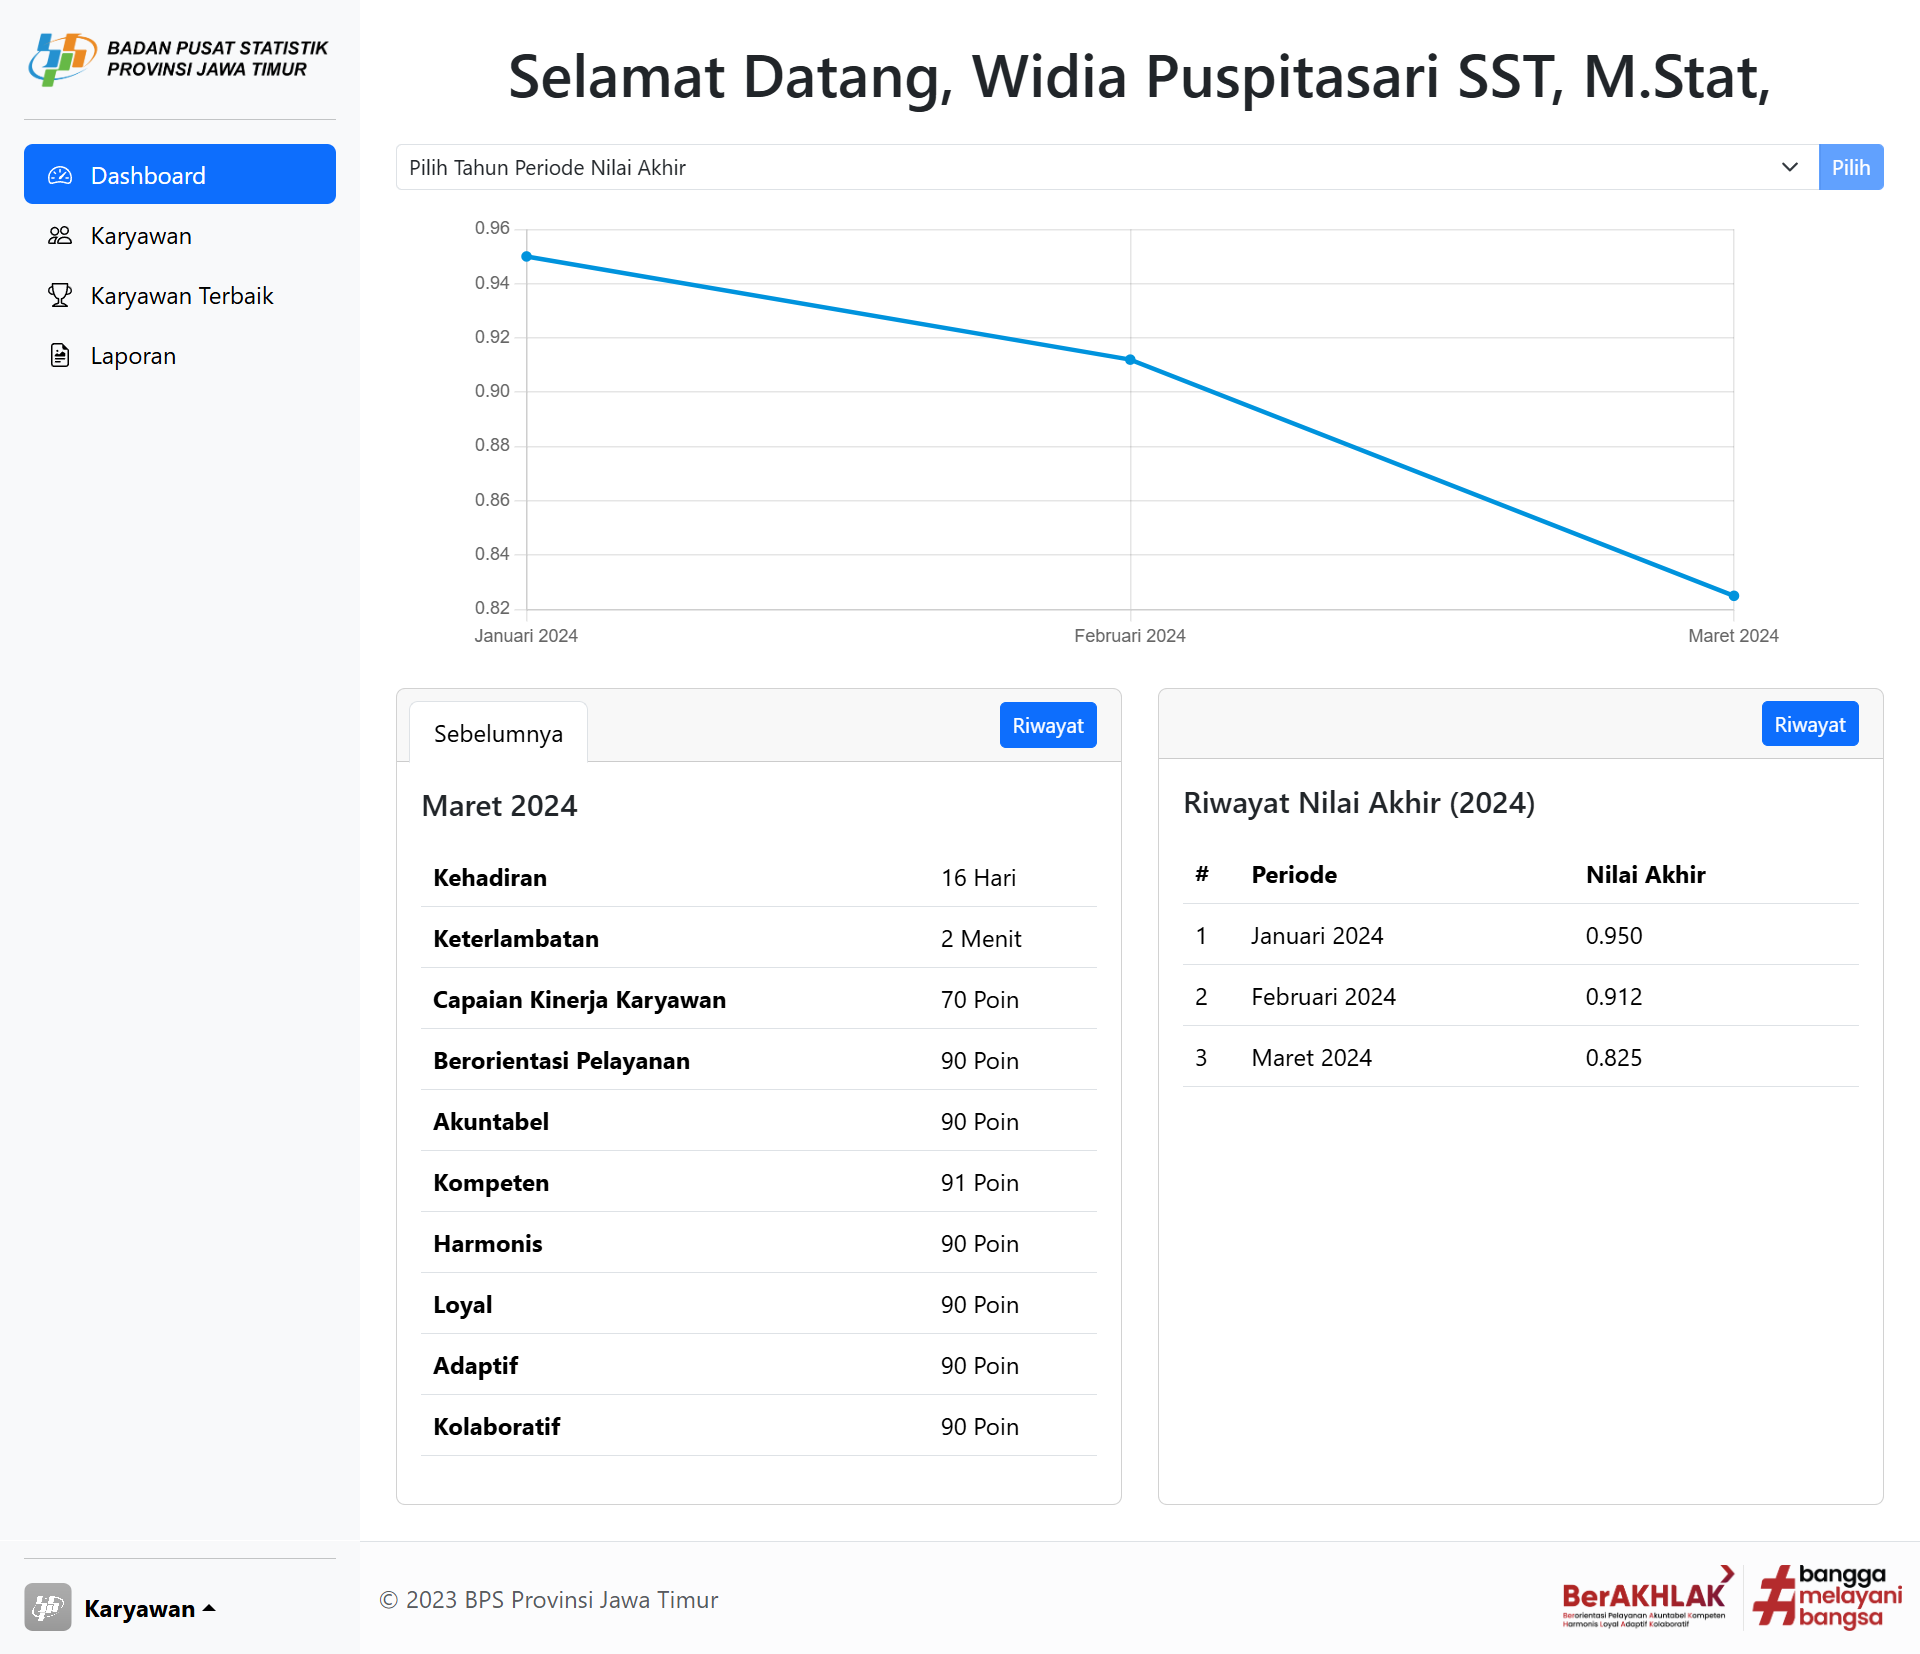 BADAN PUSAT STATISTIK
PROVINSI JAWA TIMUR
Dashboard
Karyawan
Karyawan Terbaik
Laporan
Karyawan
Selamat Datang, Widia Puspitasari SST, M.Stat,
Pilih Tahun Periode Nilai Akhir
Pilih
0.96
0.94
0.92
0.90
0.88
0.86
0.84
0.82
Januari 2024 Februari 2024 Maret 2024
Sebelumnya Riwayat
Maret 2024
Kehadiran 16 Hari
Keterlambatan 2 Menit
Capaian Kinerja Karyawan 70 Poin
Berorientasi Pelayanan 90 Poin
Akuntabel 90 Poin
Kompeten 91 Poin
Harmonis 90 Poin
Loyal 90 Poin
Adaptif 90 Poin
Kolaboratif 90 Poin
Riwayat
Riwayat Nilai Akhir (2024)
# Periode Nilai Akhir
1 Januari 2024 0.950
2 Februari 2024 0.912
3 Maret 2024 0.825
© 2023 BPS Provinsi Jawa Timur
BerAKHLAK
Berorientasi Pelayanan Akuntabel Kompeten
Harmonis Loyal Adaptif Kolaboratif
#bangga
melayani
bangsa